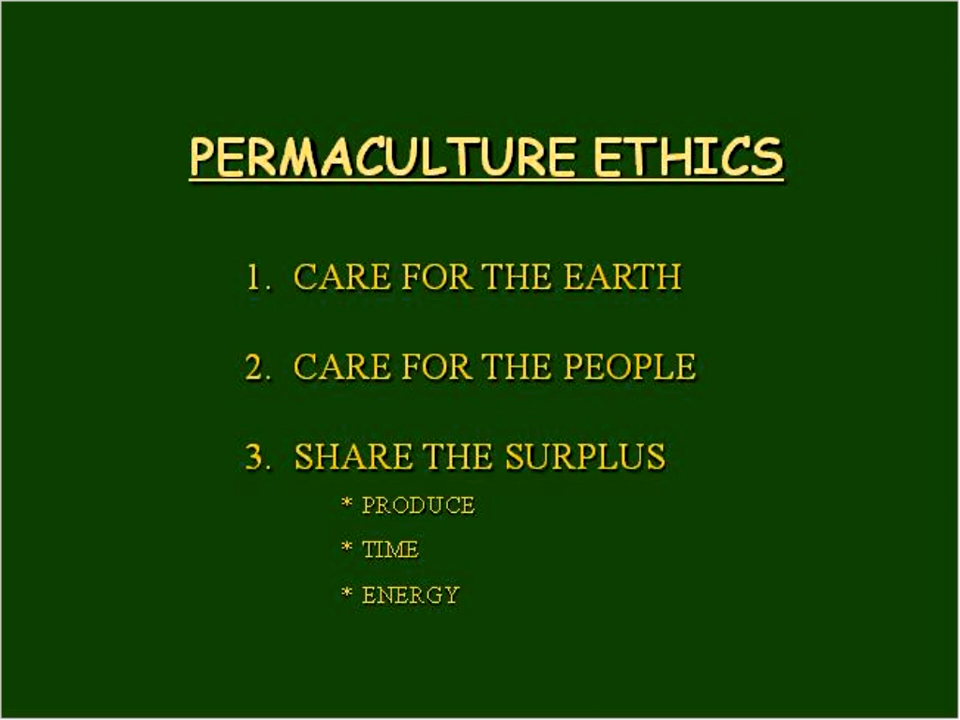 PERMACULTURE ETHICS
1. CARE FOR THE EARTH
2. CARE FOR THE PEOPLE
3. SHARE THE SURPLUS
* PRODUCE
* TIME
* ENERGY